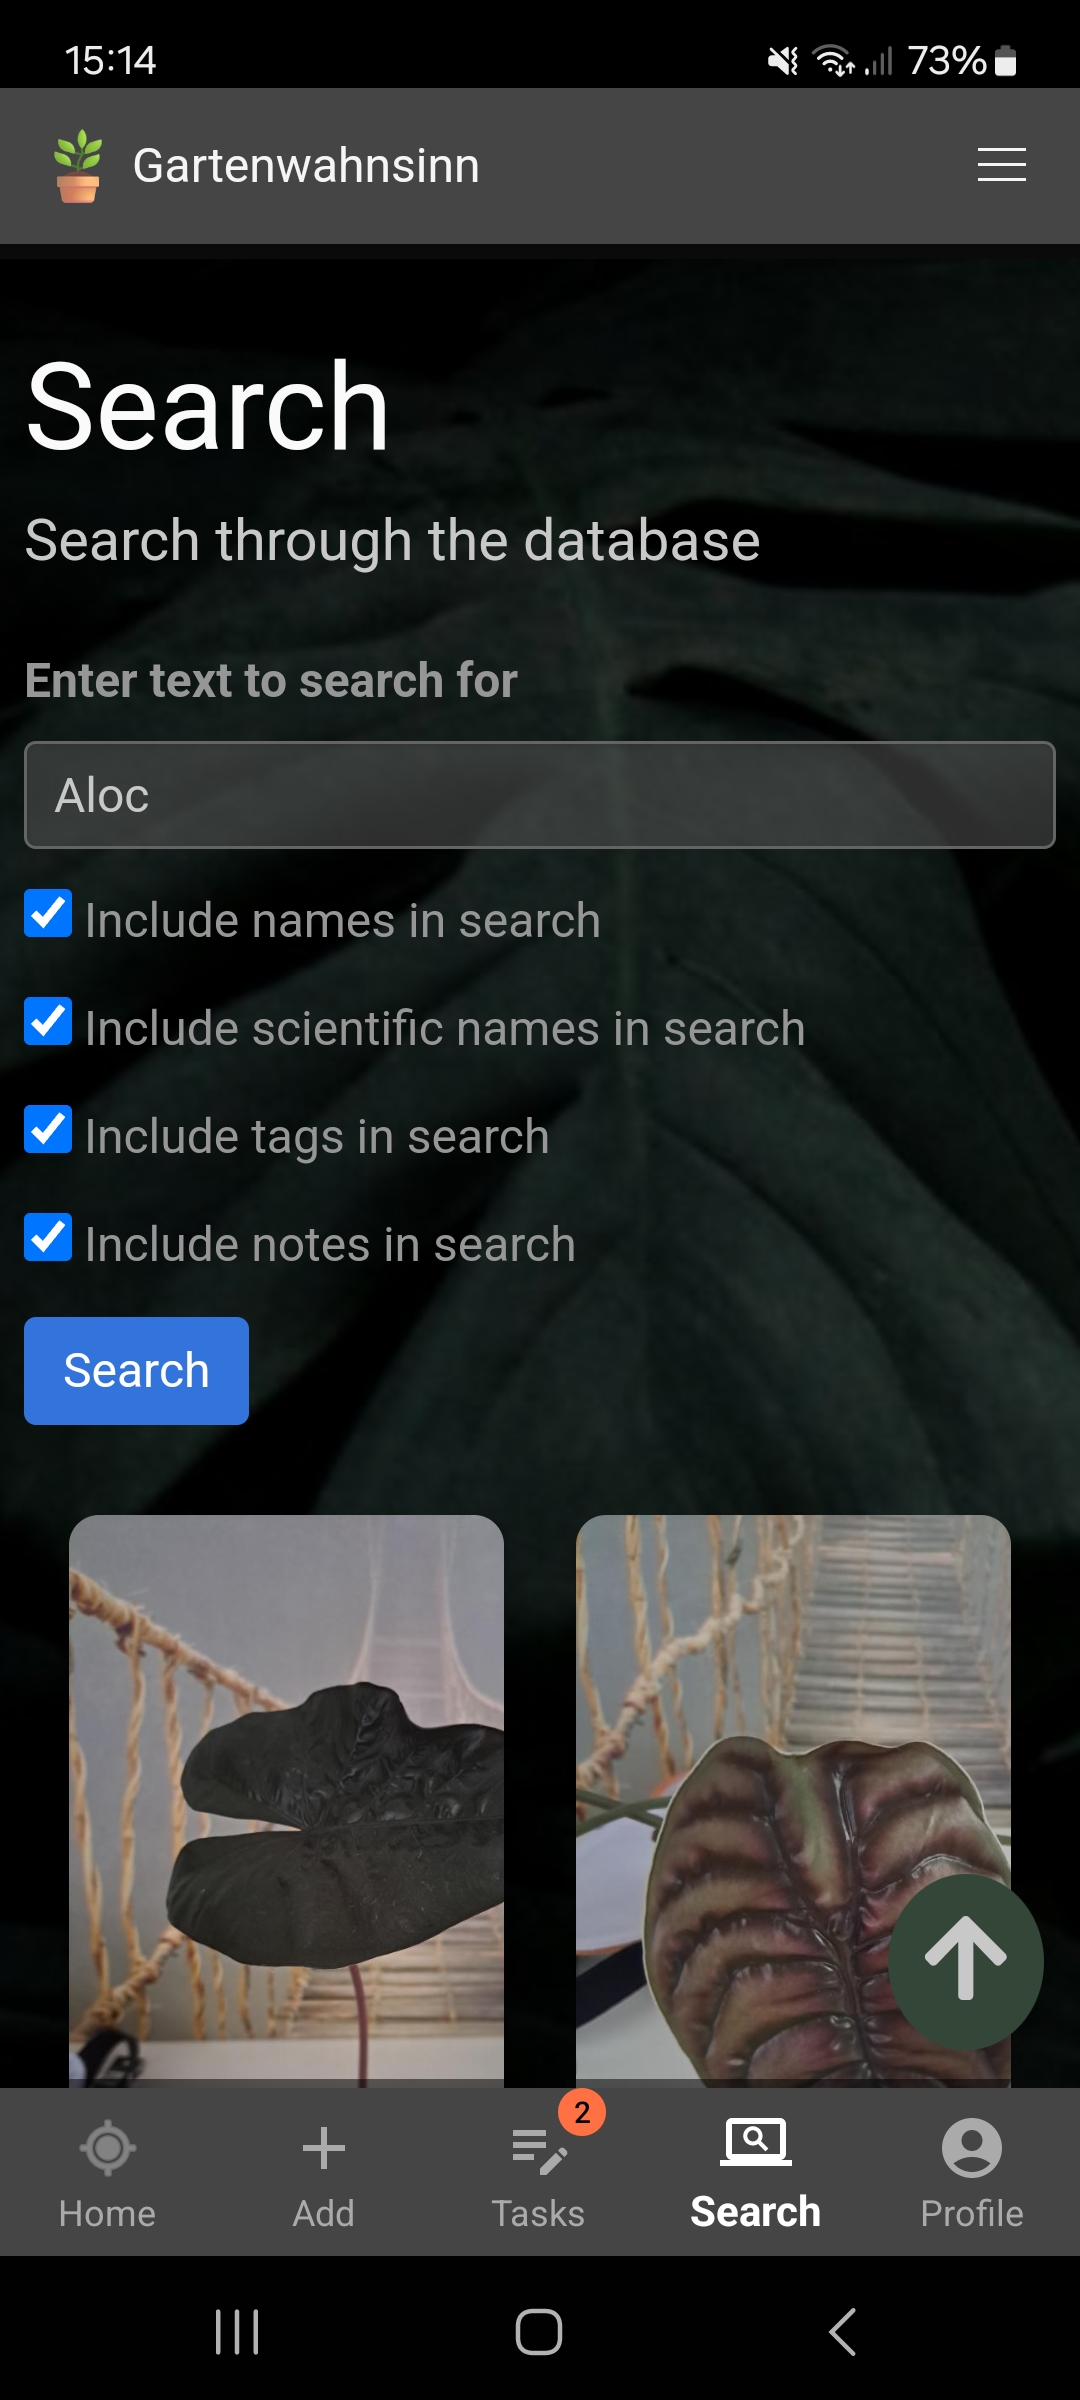 15:14
73%
Gartenwahnsinn
Search
Search through the database
Enter text to search for
Aloc
Include names in search
Include scientific names in search
Include tags in search
Include notes in search
Search
2
Home
Add
Tasks
Search
Profile